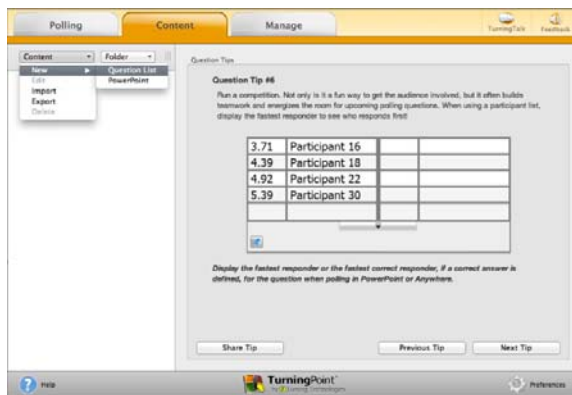 Polling
Content
Manage
TurningTalk
Feedback
Content
Folder
New
Question List
Edit
PowerPoint
Import
Export
Delete
Question Tips
Question Tip #6
Run a competition. Not only is it a fun way to get the audience involved, but it often builds
teamwork and energizes the room for upcoming polling questions. When using a participant list,
display the fastest responder to see who responds first!
3.71 Participant 16
4.39 Participant 18
4.92 Participant 22
5.39 Participant 30
Display the fastest responder or the fastest correct responder, if a correct answer is
defined, for the question when polling in PowerPoint or Anywhere.
Share Tip
Previous Tip
Next Tip
Help
TurningPoint
by Turning Technologies
Preferences